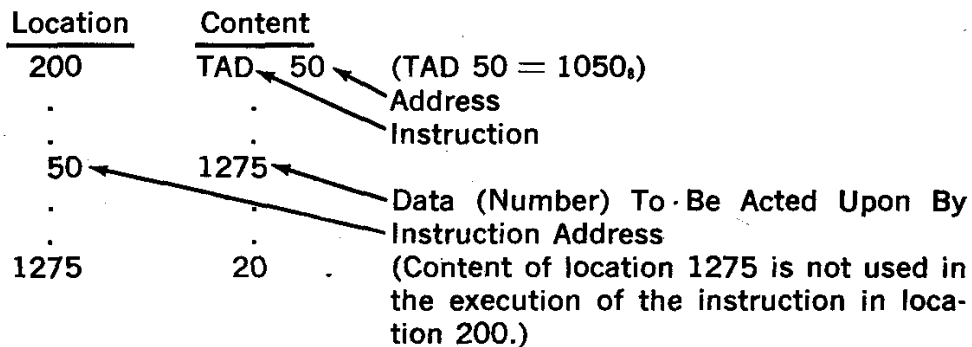 Location Content
200 TAD 50 (TAD 50 = 1050₈)
. . Address
. . Instruction
50 1275
. . Data (Number) To Be Acted Upon By
. . Instruction Address
1275 20 . (Content of location 1275 is not used in
the execution of the instruction in loca-
tion 200.)